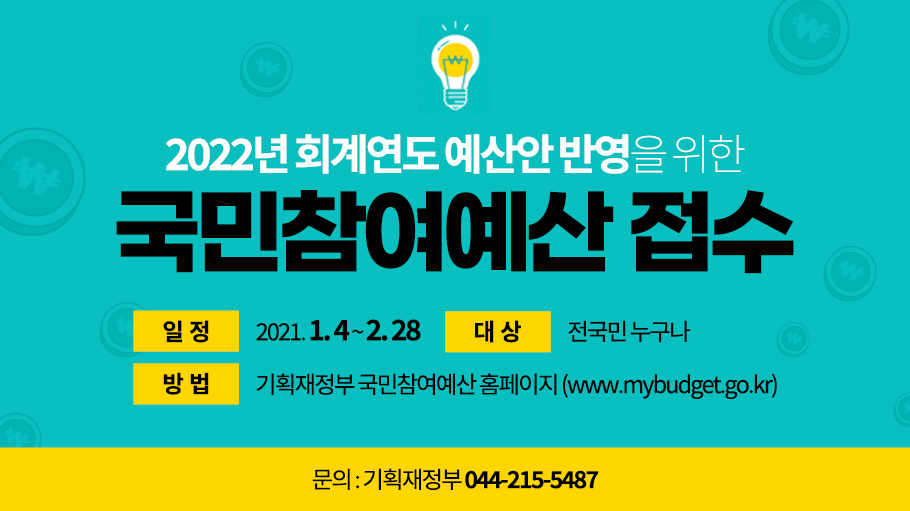 2022년 회계연도 예산안 반영을 위한
국민참여예산 접수
일 정 2021. 1. 4 ~ 2. 28 대 상 전국민 누구나
방 법 기획재정부 국민참여예산 홈페이지 (www.mybudget.go.kr)
문의 : 기획재정부 044-215-5487